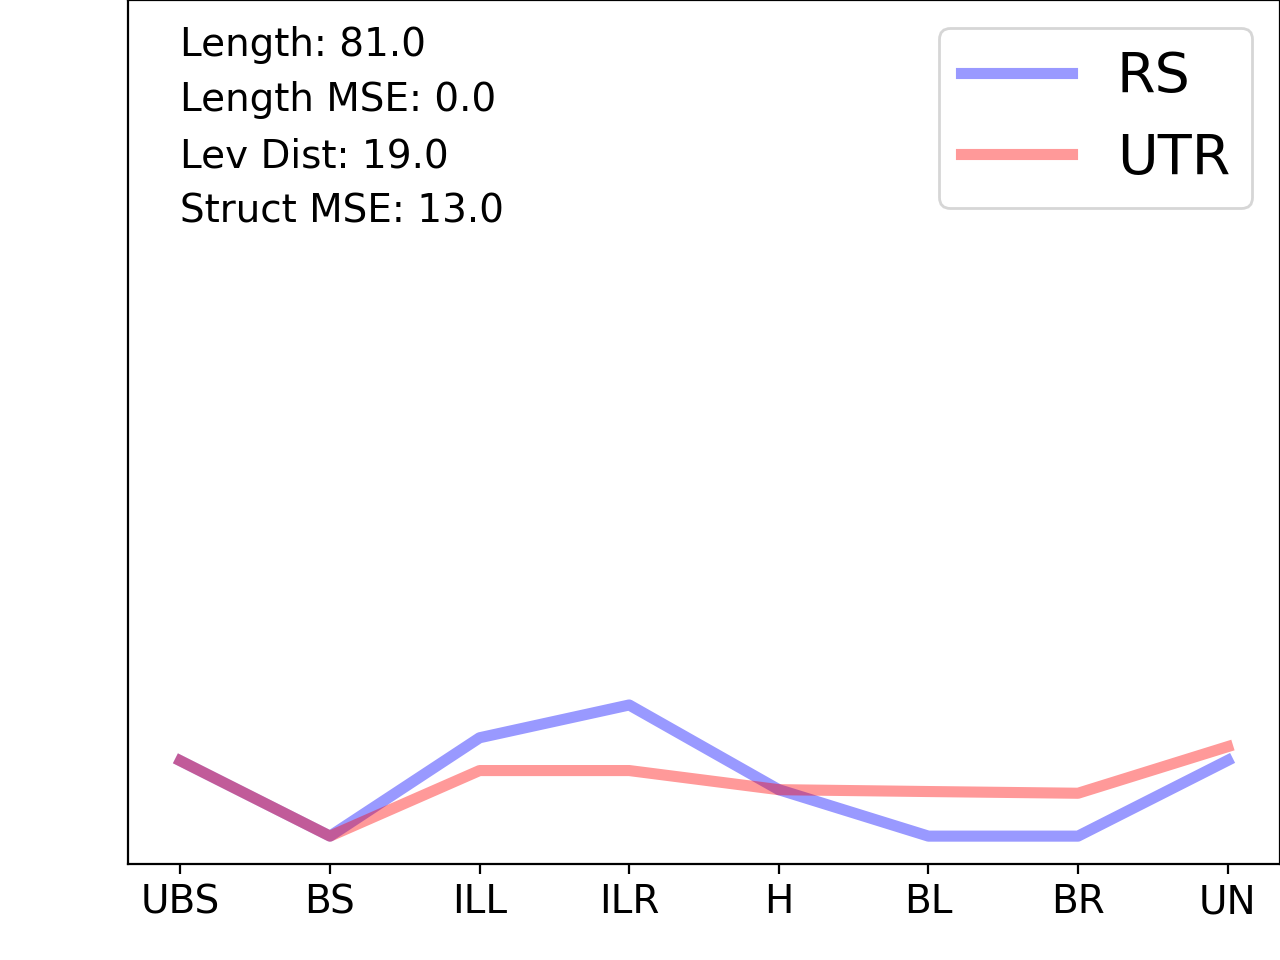 Length: 81.0
Length MSE: 0.0
Lev Dist: 19.0
Struct MSE: 13.0
RS
UTR
UBS BS ILL ILR H BL BR UN